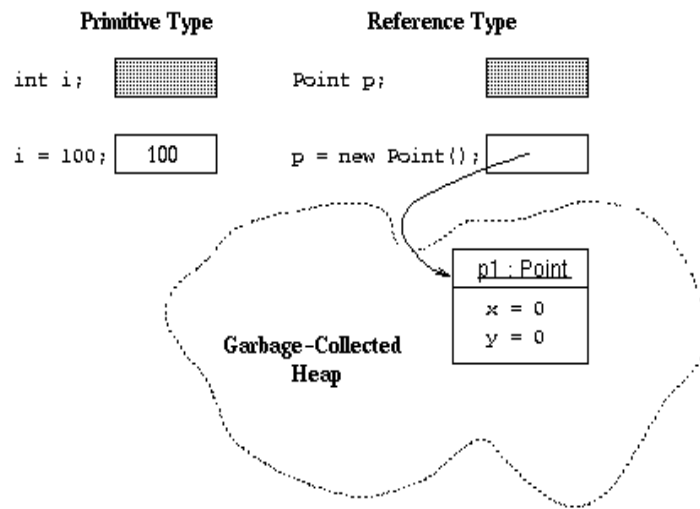 Primitive Type
Reference Type
int i;
Point p;
i = 100;
100
p = new Point();
p1 : Point
x = 0
y = 0
Garbage-Collected
Heap